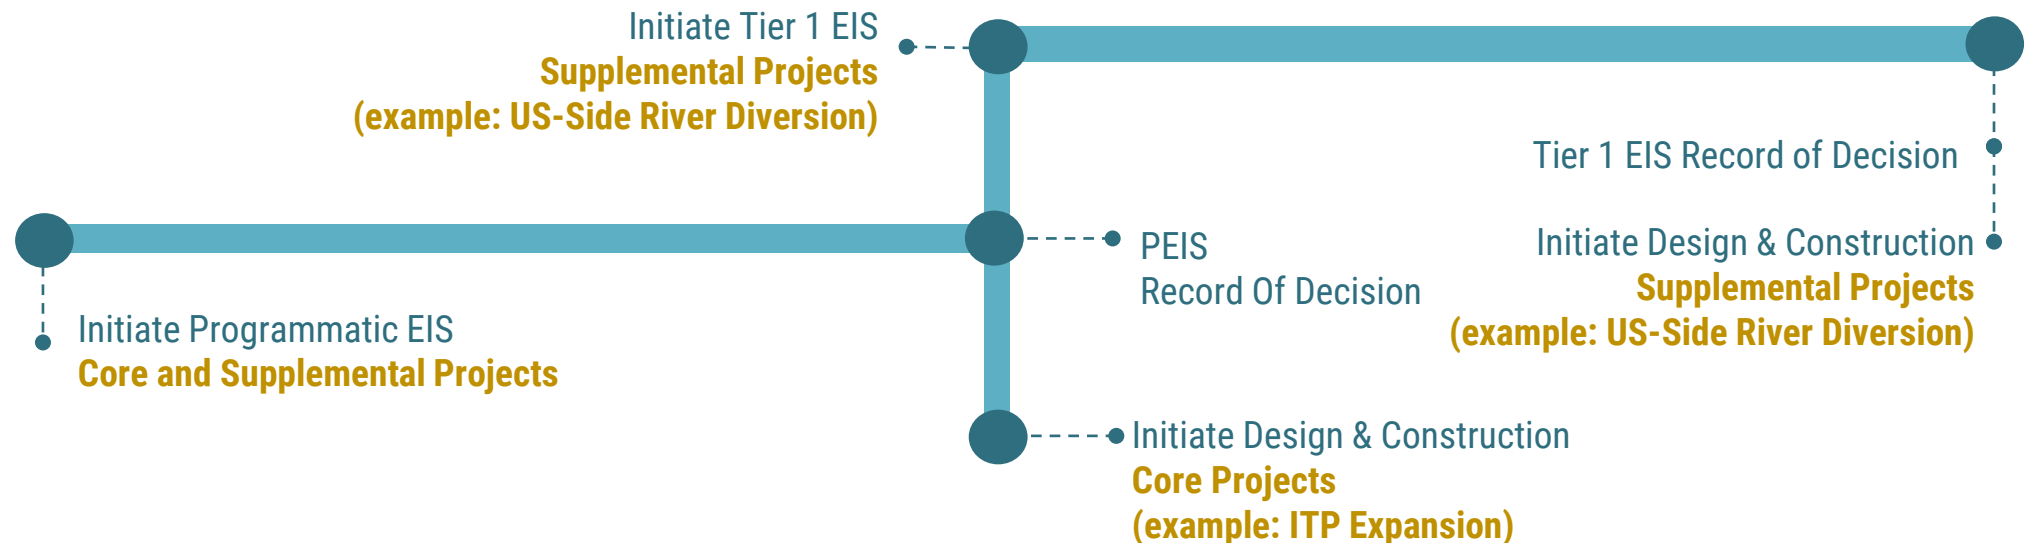 Initiate Tier 1 EIS
Supplemental Projects
(example: US-Side River Diversion)
Tier 1 EIS Record of Decision
Initiate Design & Construction
Supplemental Projects
(example: US-Side River Diversion)
PEIS
Record Of Decision
Initiate Programmatic EIS
Core and Supplemental Projects
Initiate Design & Construction
Core Projects
(example: ITP Expansion)